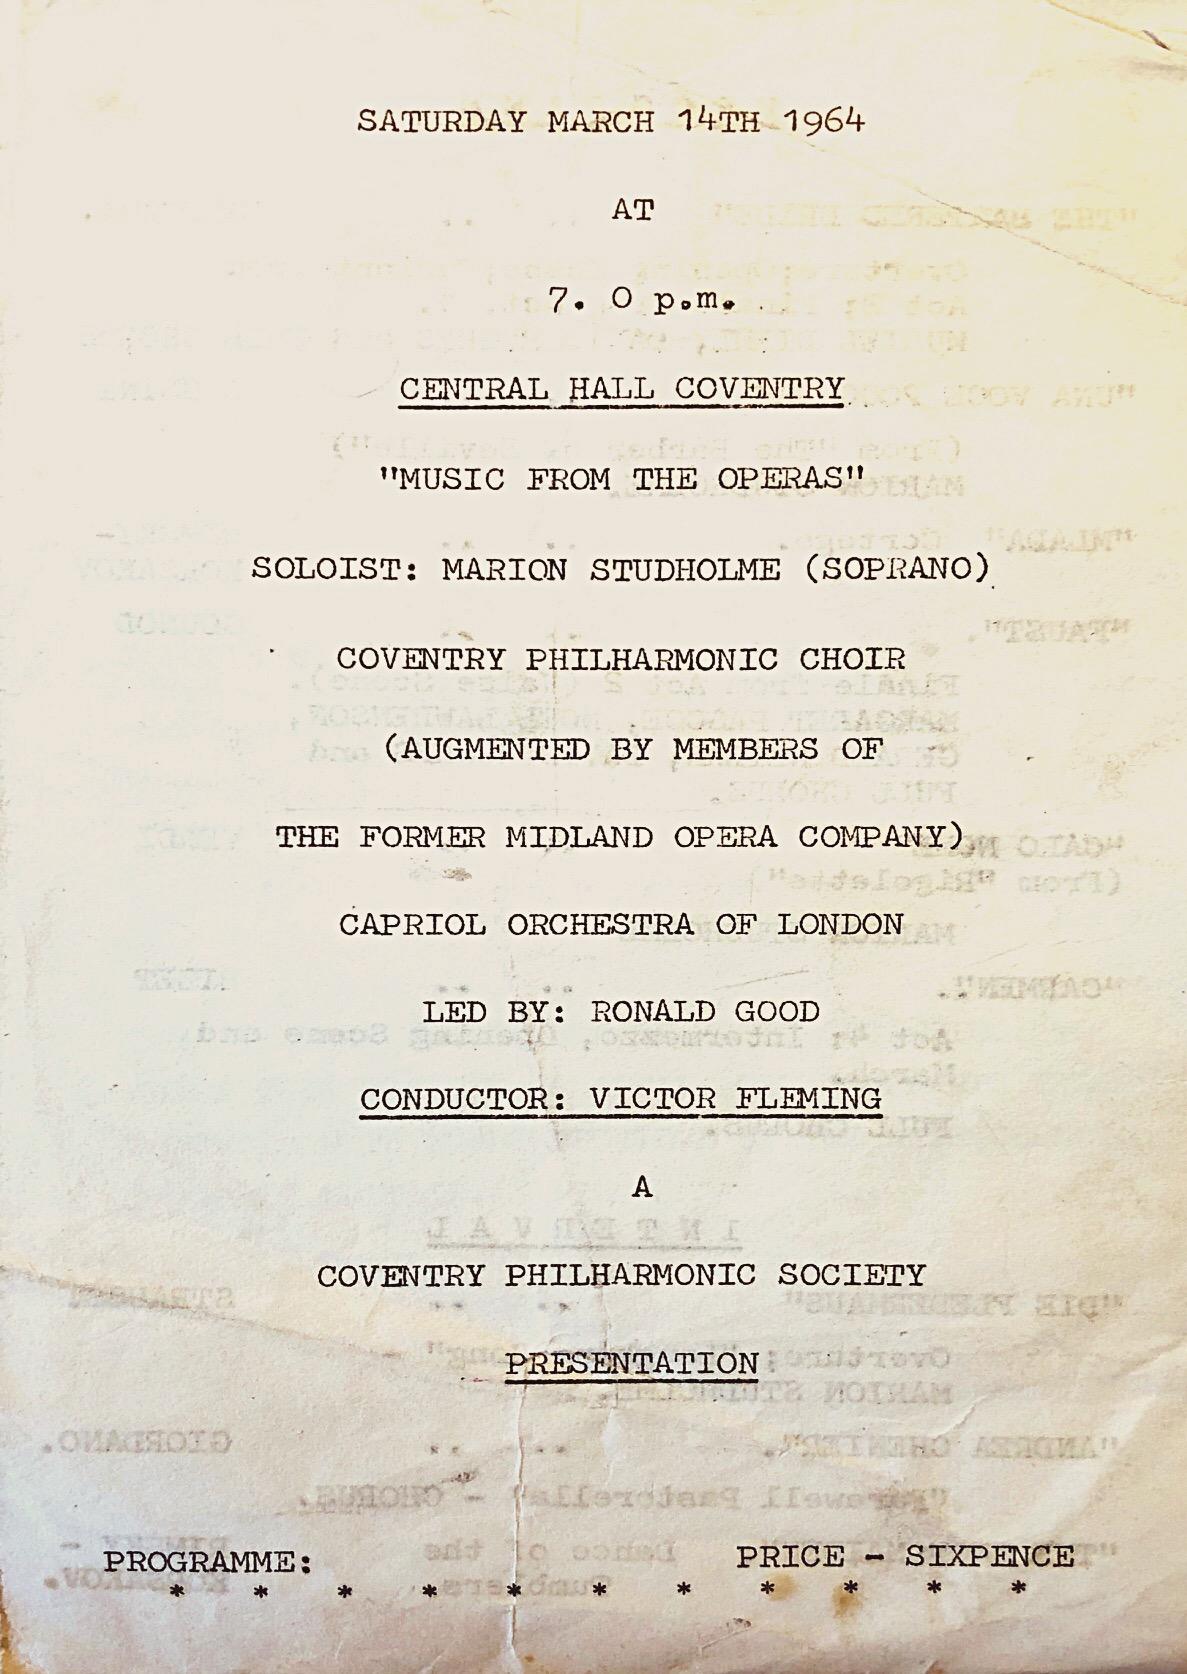 SATURDAY MARCH 14TH 1964
AT
7. 0 p.m.
CENTRAL HALL COVENTRY
"MUSIC FROM THE OPERAS"
SOLOIST: MARION STUDHOLME (SOPRANO)
COVENTRY PHILHARMONIC CHOIR
(AUGMENTED BY MEMBERS OF
THE FORMER MIDLAND OPERA COMPANY)
CAPRIOL ORCHESTRA OF LONDON
LED BY: RONALD GOOD
CONDUCTOR: VICTOR FLEMING
A
COVENTRY PHILHARMONIC SOCIETY
PRESENTATION
PROGRAMME: PRICE - SIXPENCE
* * * * * * * * * * *